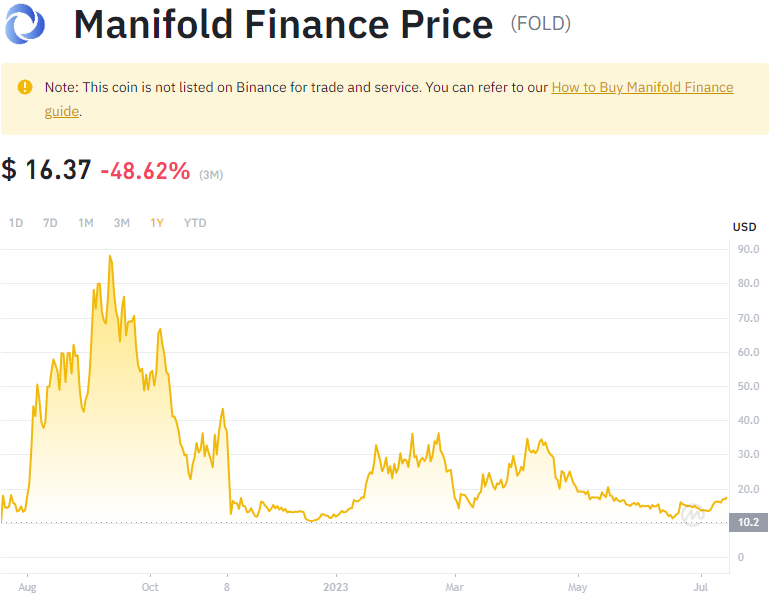 Manifold Finance Price (FOLD)
Note: This coin is not listed on Binance for trade and service. You can refer to our How to Buy Manifold Finance
guide.
$ 16.37 -48.62% (3M)
1D 7D 1M 3M 1Y YTD
USD
90.0
80.0
70.0
60.0
50.0
40.0
30.0
20.0
10.2
0
Aug Oct 8 2023 Mar May Jul